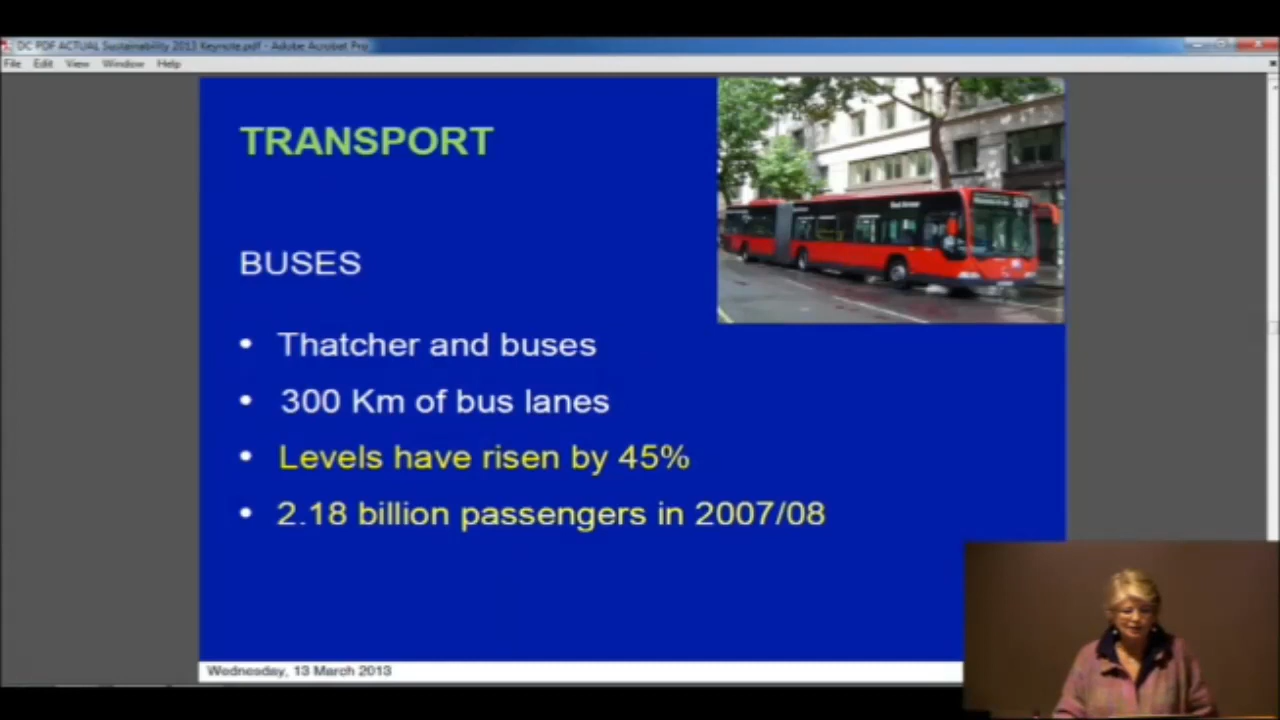 DC PDF ACTUAL Sustainability 2013 Keynote.pdf - Adobe Acrobat Pro
File Edit View Window Help
TRANSPORT
BUSES
• Thatcher and buses
• 300 Km of bus lanes
• Levels have risen by 45%
• 2.18 billion passengers in 2007/08
Wednesday, 13 March 2013